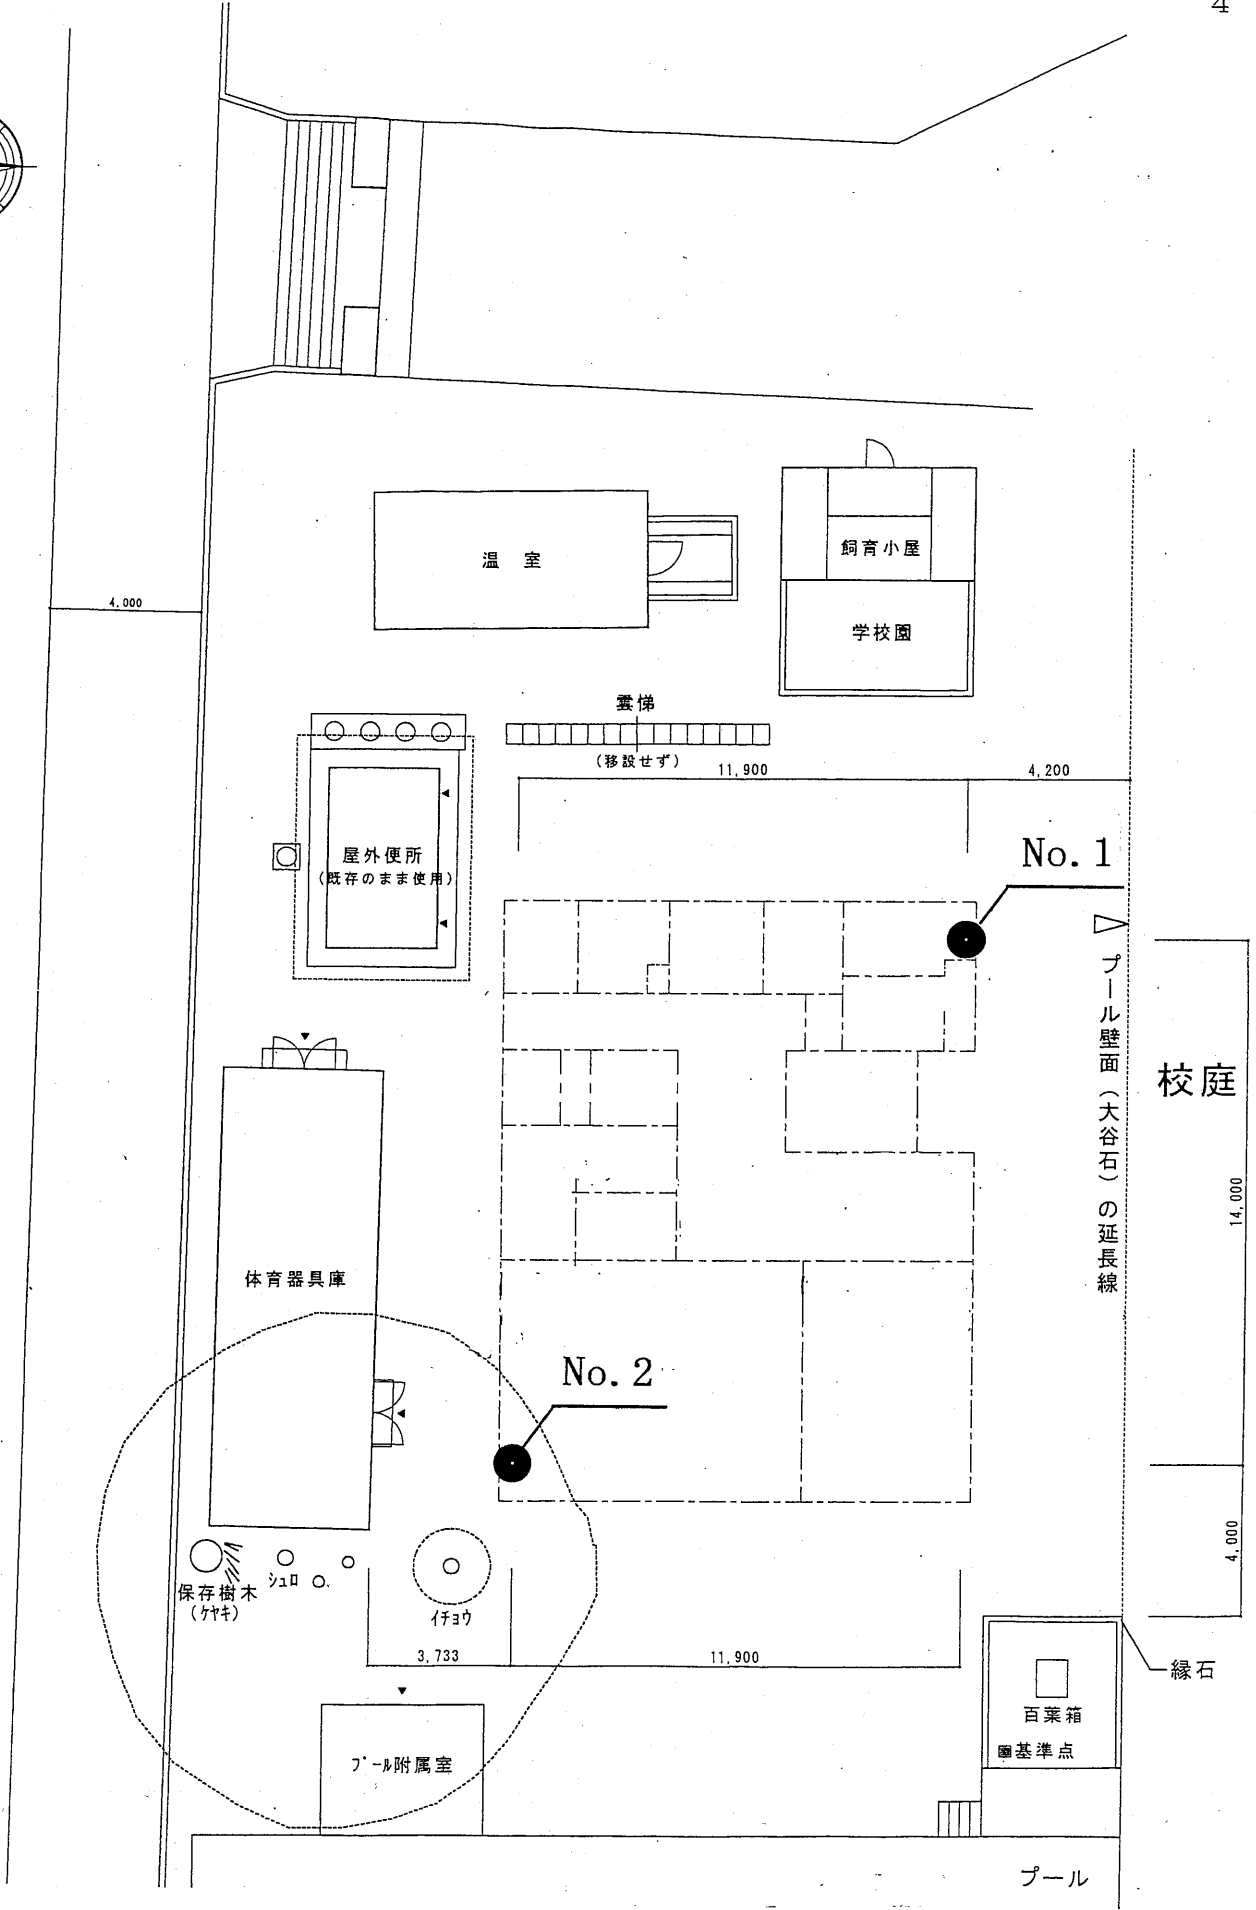 4
温 室
飼育小屋
学校園
4,000
雲悌
(移設せず)
11,900
4,200
屋外便所
(既存のまま使用)
No. 1
プール壁面(大谷石)の延長線
校庭
14,000
体育器具庫
No. 2
4,000
保存樹木
(ケヤキ)
シュロ
イチョウ
3,733
11,900
縁石
百葉箱
基準点
プール附属室
プール